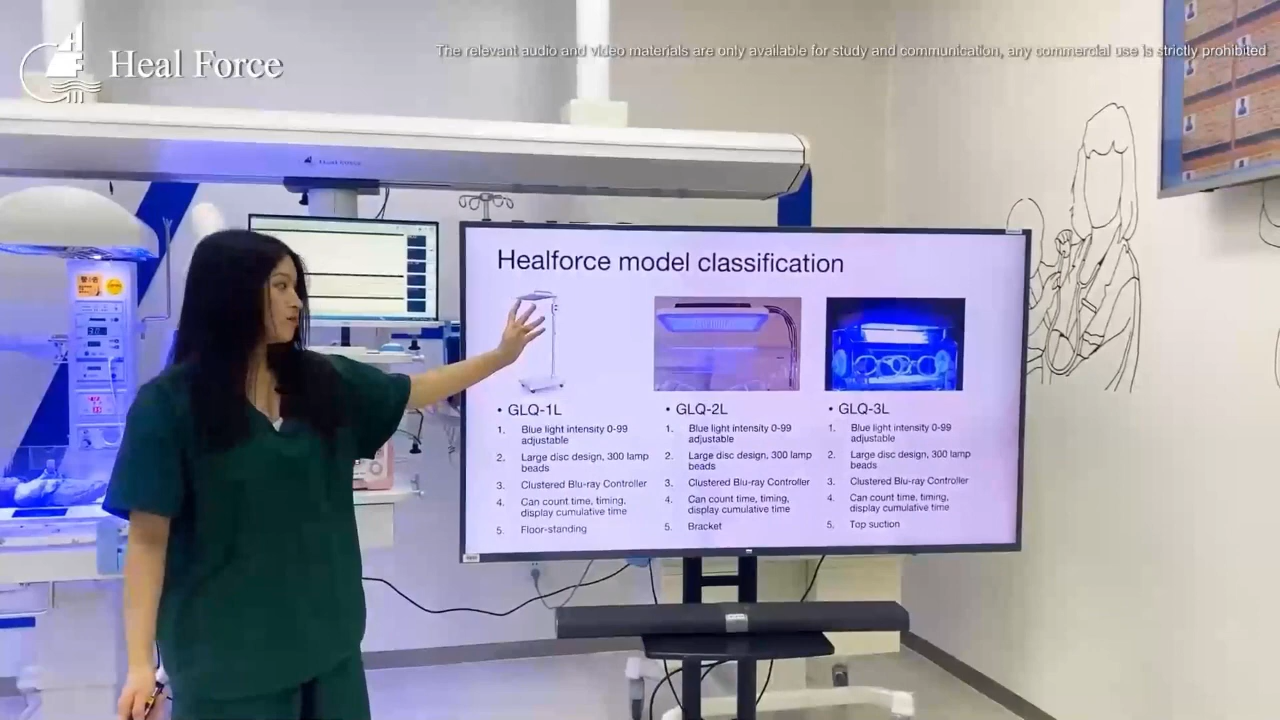 Heal Force
The relevant audio and video materials are only available for study and communication, any commercial use is strictly prohibited
Heal Force
Healforce model classification
• GLQ-1L
1. Blue light intensity 0-99
adjustable
2. Large disc design, 300 lamp
beads
3. Clustered Blu-ray Controller
4. Can count time, timing,
display cumulative time
5. Floor-standing
• GLQ-2L
1. Blue light intensity 0-99
adjustable
2. Large disc design, 300 lamp
beads
3. Clustered Blu-ray Controller
4. Can count time, timing,
display cumulative time
5. Bracket
• GLQ-3L
1. Blue light intensity 0-99
adjustable
2. Large disc design, 300 lamp
beads
3. Clustered Blu-ray Controller
4. Can count time, timing,
display cumulative time
5. Top suction